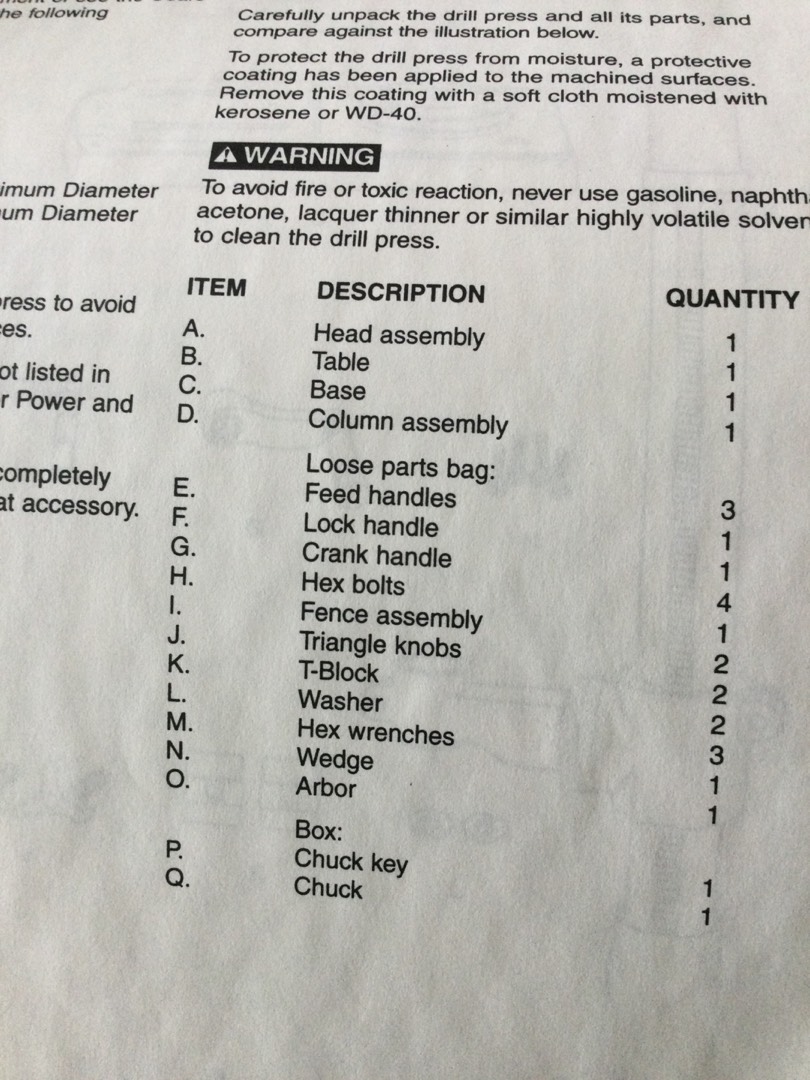 he following
imum Diameter
um Diameter
ress to avoid
es.
ot listed in
r Power and
completely
at accessory.
Carefully unpack the drill press and all its parts, and
compare against the illustration below.
To protect the drill press from moisture, a protective
coating has been applied to the machined surfaces.
Remove this coating with a soft cloth moistened with
kerosene or WD-40.
⚠ WARNING
To avoid fire or toxic reaction, never use gasoline, naphth
acetone, lacquer thinner or similar highly volatile solven
to clean the drill press.
ITEM DESCRIPTION QUANTITY
A. Head assembly 1
B. Table 1
C. Base 1
D. Column assembly 1
Loose parts bag:
E. Feed handles 3
F. Lock handle 1
G. Crank handle 1
H. Hex bolts 4
I. Fence assembly 1
J. Triangle knobs 2
K. T-Block 2
L. Washer 2
M. Hex wrenches 3
N. Wedge 1
O. Arbor 1
Box:
P. Chuck key 1
Q. Chuck 1